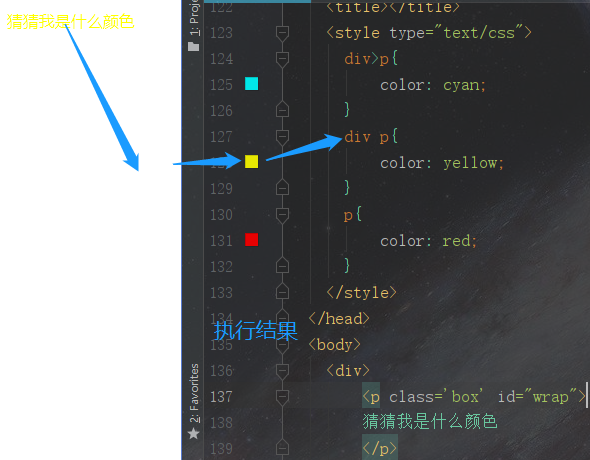 猜猜我是什么颜色
1: Proje
2: Favorites
122 <title></title>
123 <style type="text/css">
124 div>p{
125 color: cyan;
126 }
127 div p{
128 color: yellow;
129 }
130 p{
131 color: red;
132 }
133 </style>
134 </head>
执行结果
135 <body>
136 <div>
137 <p class='box' id="wrap">
138 猜猜我是什么颜色
139 </p>